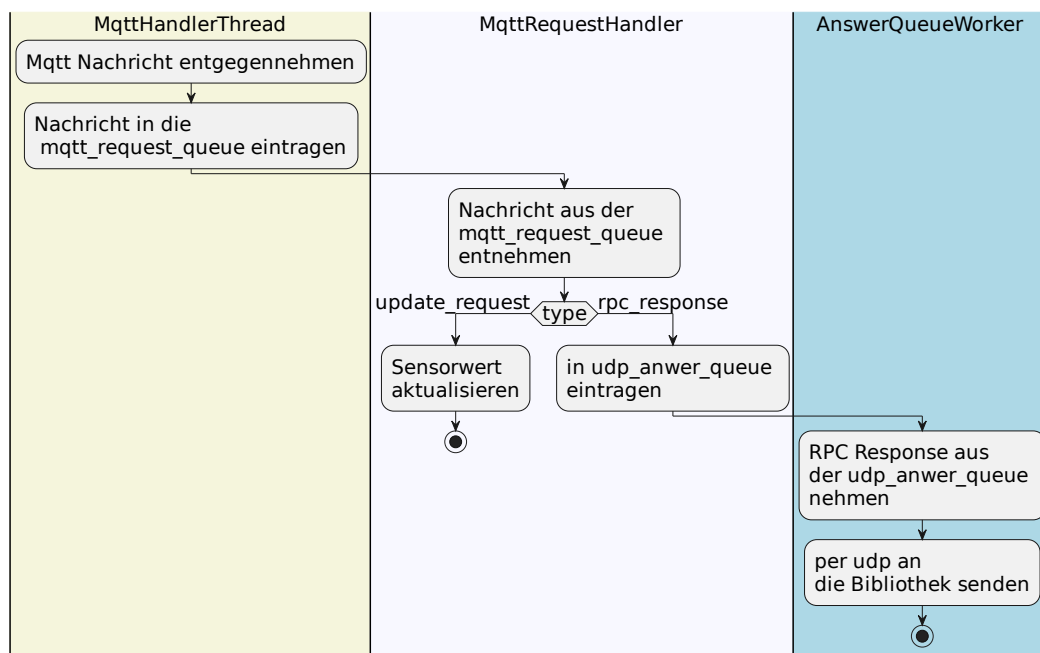 MqttHandlerThread
MqttRequestHandler
AnswerQueueWorker
Mqtt Nachricht entgegennehmen
Nachricht in die
mqtt_request_queue eintragen
Nachricht aus der
mqtt_request_queue
entnehmen
update_request
type
rpc_response
Sensorwert
aktualisieren
in udp_anwer_queue
eintragen
RPC Response aus
der udp_anwer_queue
nehmen
per udp an
die Bibliothek senden